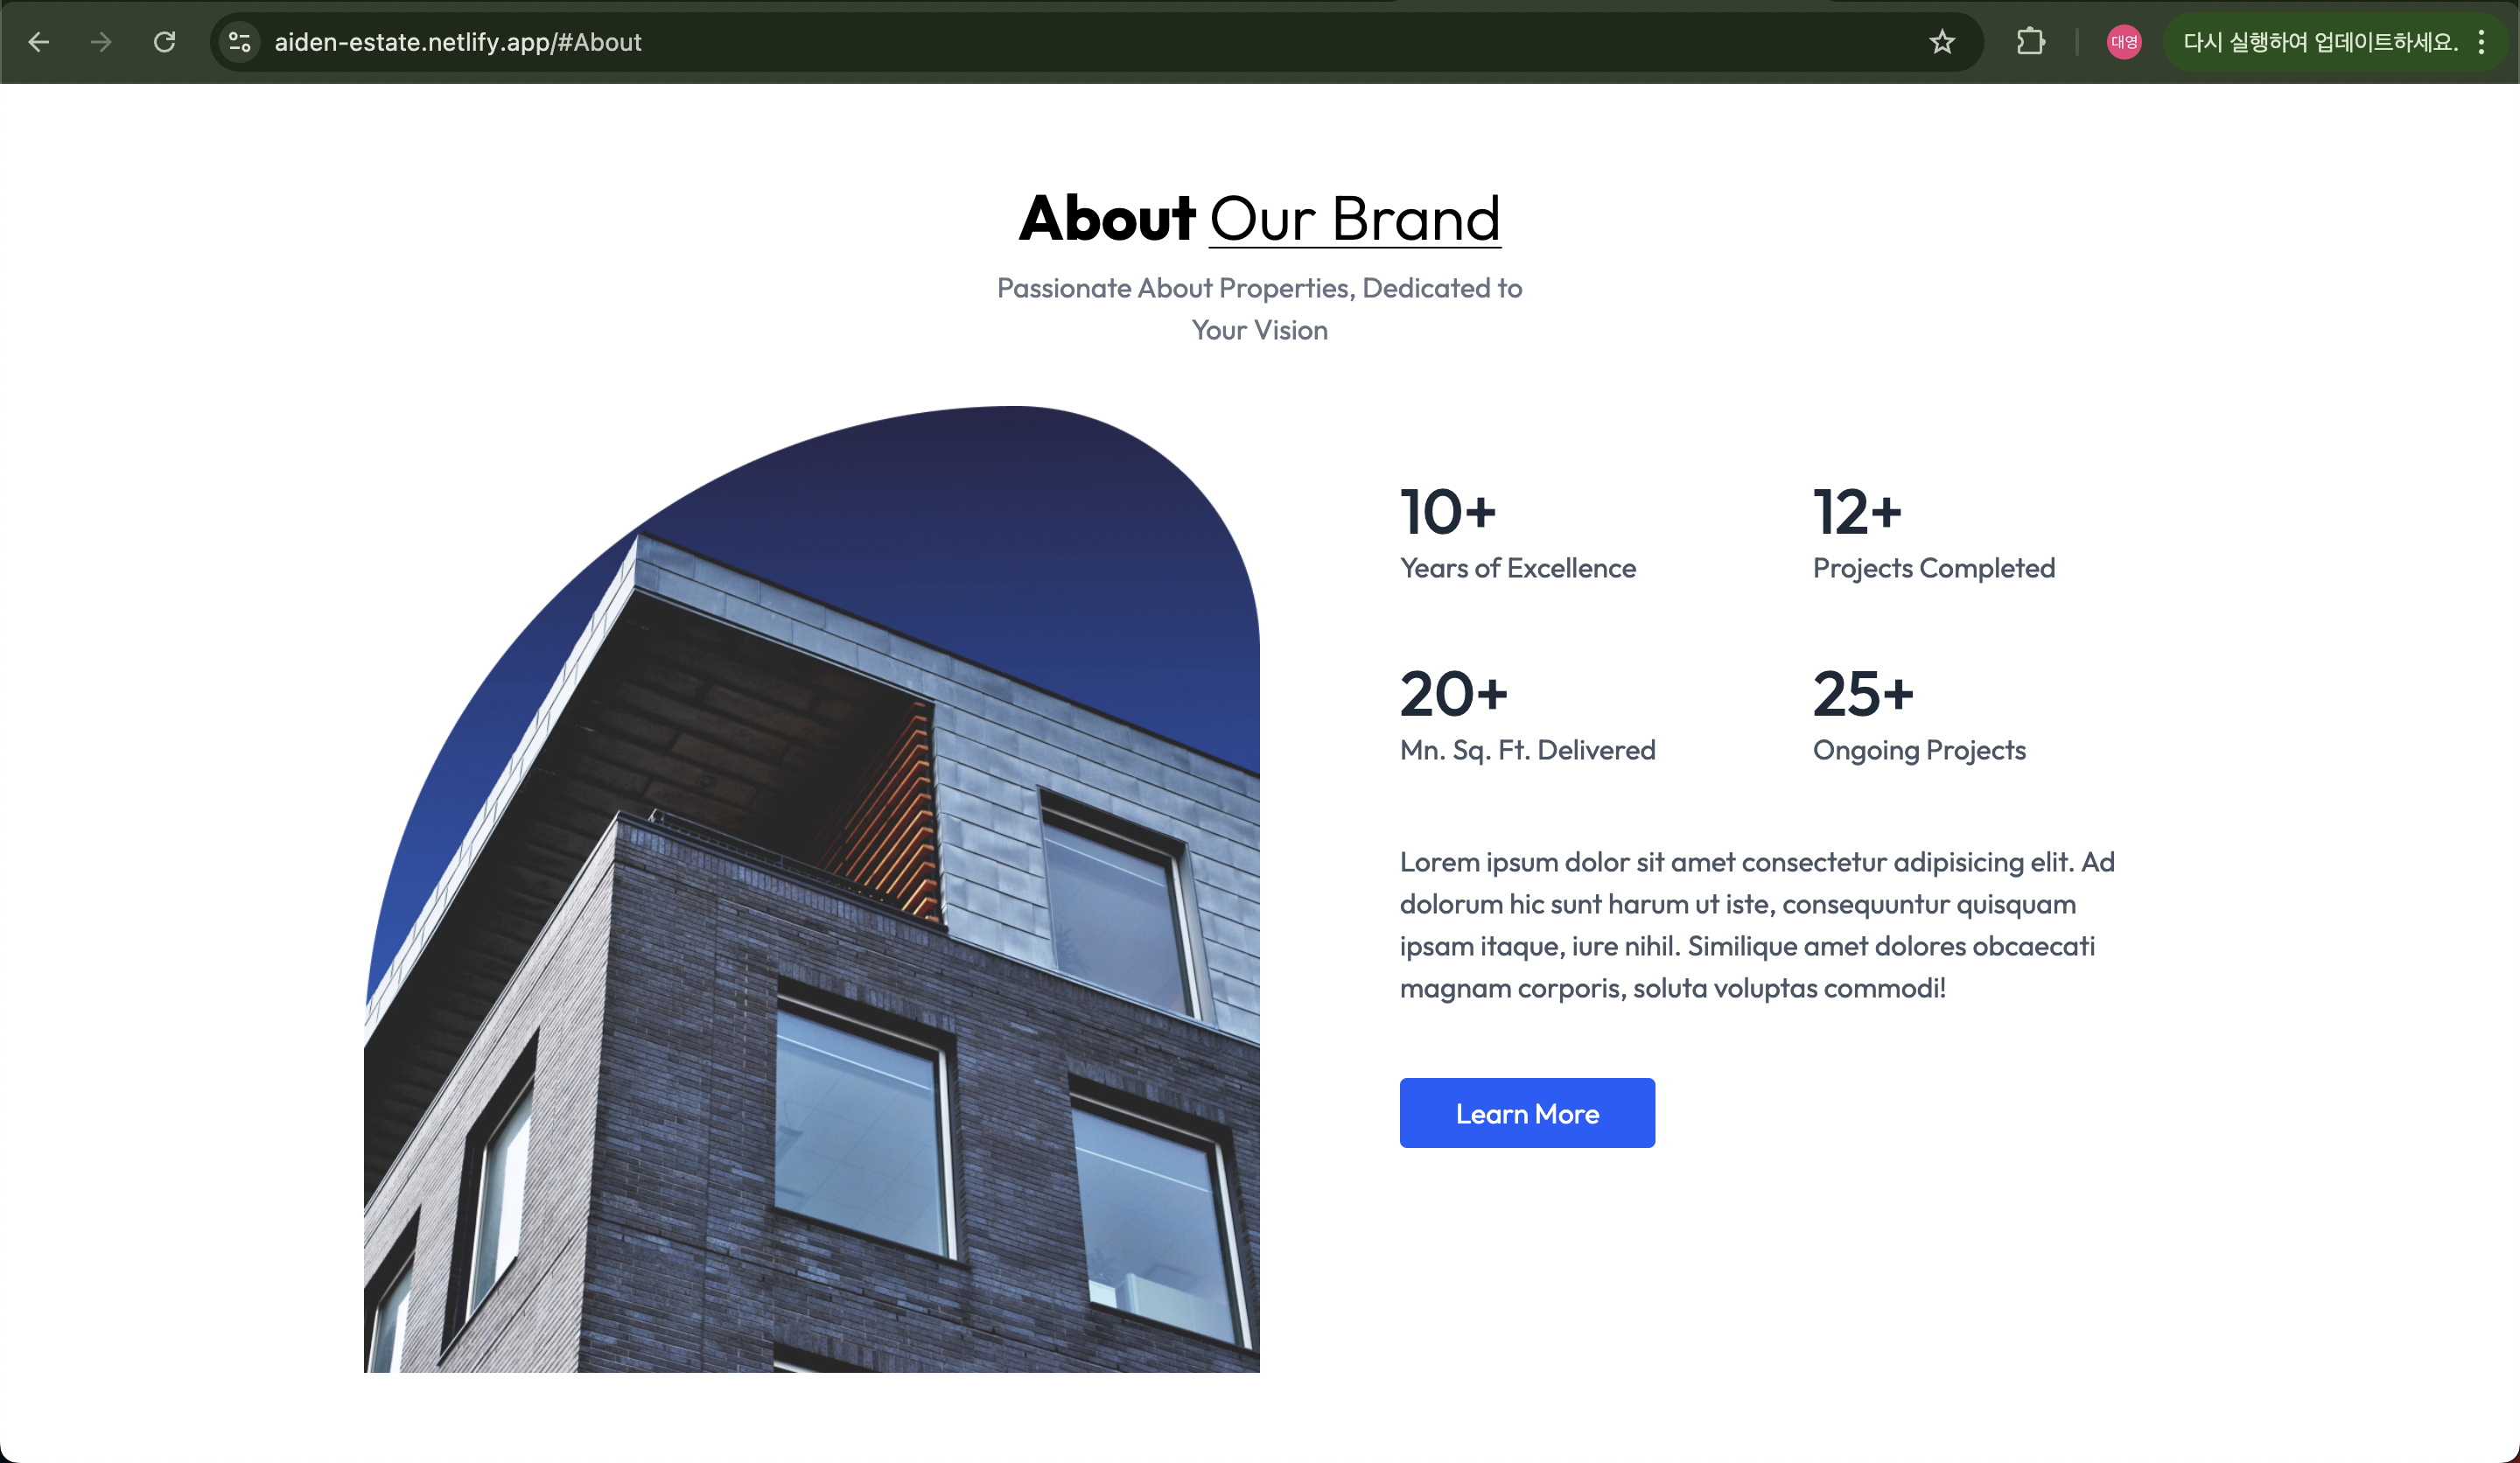 aiden-estate.netlify.app/#About
대영
다시 실행하여 업데이트하세요.
About Our Brand
Passionate About Properties, Dedicated to
Your Vision
10+
Years of Excellence
12+
Projects Completed
20+
Mn. Sq. Ft. Delivered
25+
Ongoing Projects
Lorem ipsum dolor sit amet consectetur adipisicing elit. Ad
dolorum hic sunt harum ut iste, consequuntur quisquam
ipsam itaque, iure nihil. Similique amet dolores obcaecati
magnam corporis, soluta voluptas commodi!
Learn More